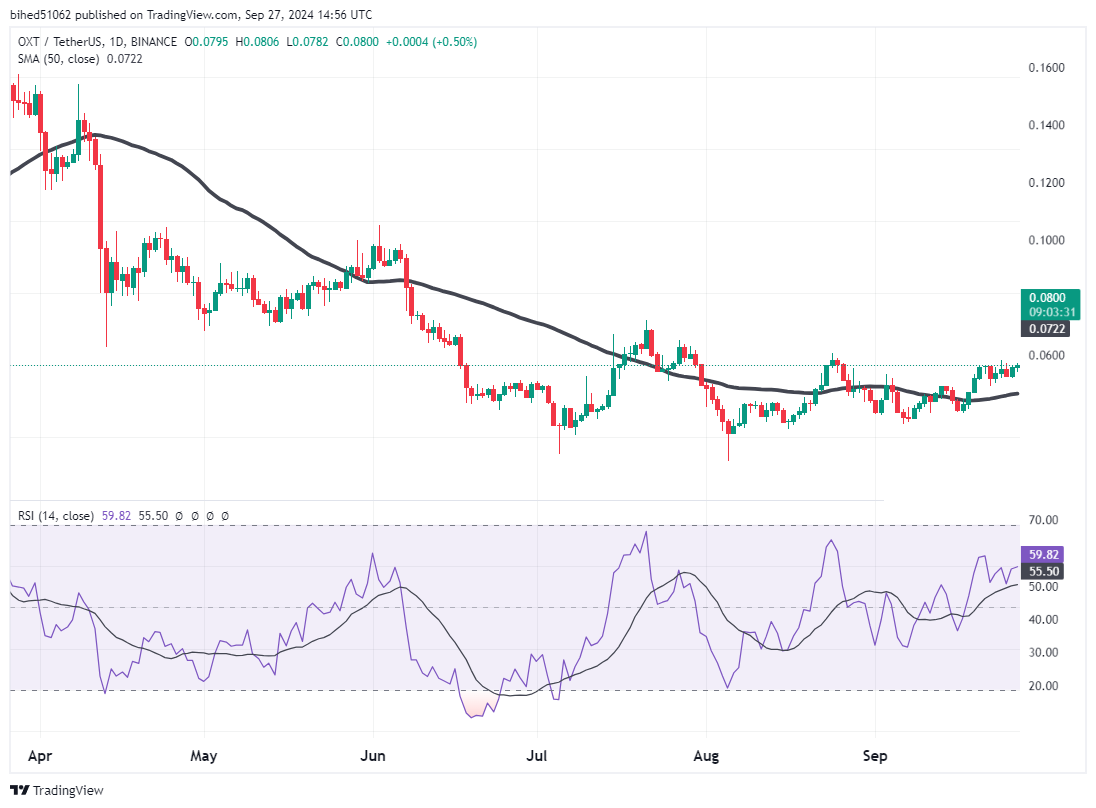 bihed51062 published on TradingView.com, Sep 27, 2024 14:56 UTC
OXT / TetherUS, 1D, BINANCE O0.0795 H0.0806 L0.0782 C0.0800 +0.0004 (+0.50%)
SMA (50, close) 0.0722
0.1600
0.1400
0.1200
0.1000
0.0800
09:03:31
0.0722
0.0600
RSI (14, close) 59.82 55.50 ∅ ∅ ∅ ∅
70.00
59.82
55.50
50.00
40.00
30.00
20.00
Apr May Jun Jul Aug Sep
TradingView